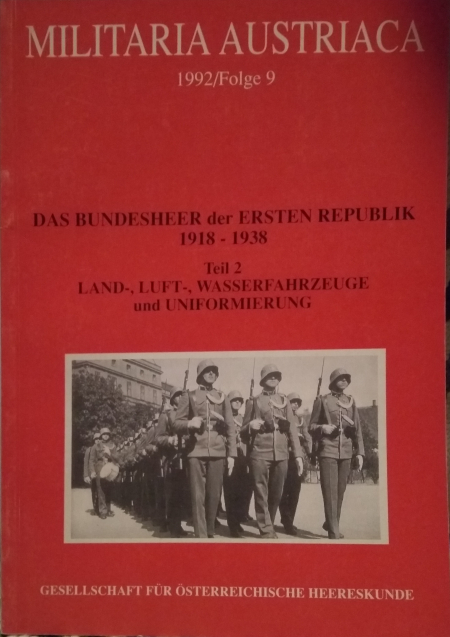 MILITARIA AUSTRIACA
1992/Folge 9
DAS BUNDESHEER der ERSTEN REPUBLIK
1918 - 1938
Teil 2
LAND-, LUFT-, WASSERFAHRZEUGE
und UNIFORMIERUNG
GESELLSCHAFT FÜR ÖSTERREICHISCHE HEERESKUNDE